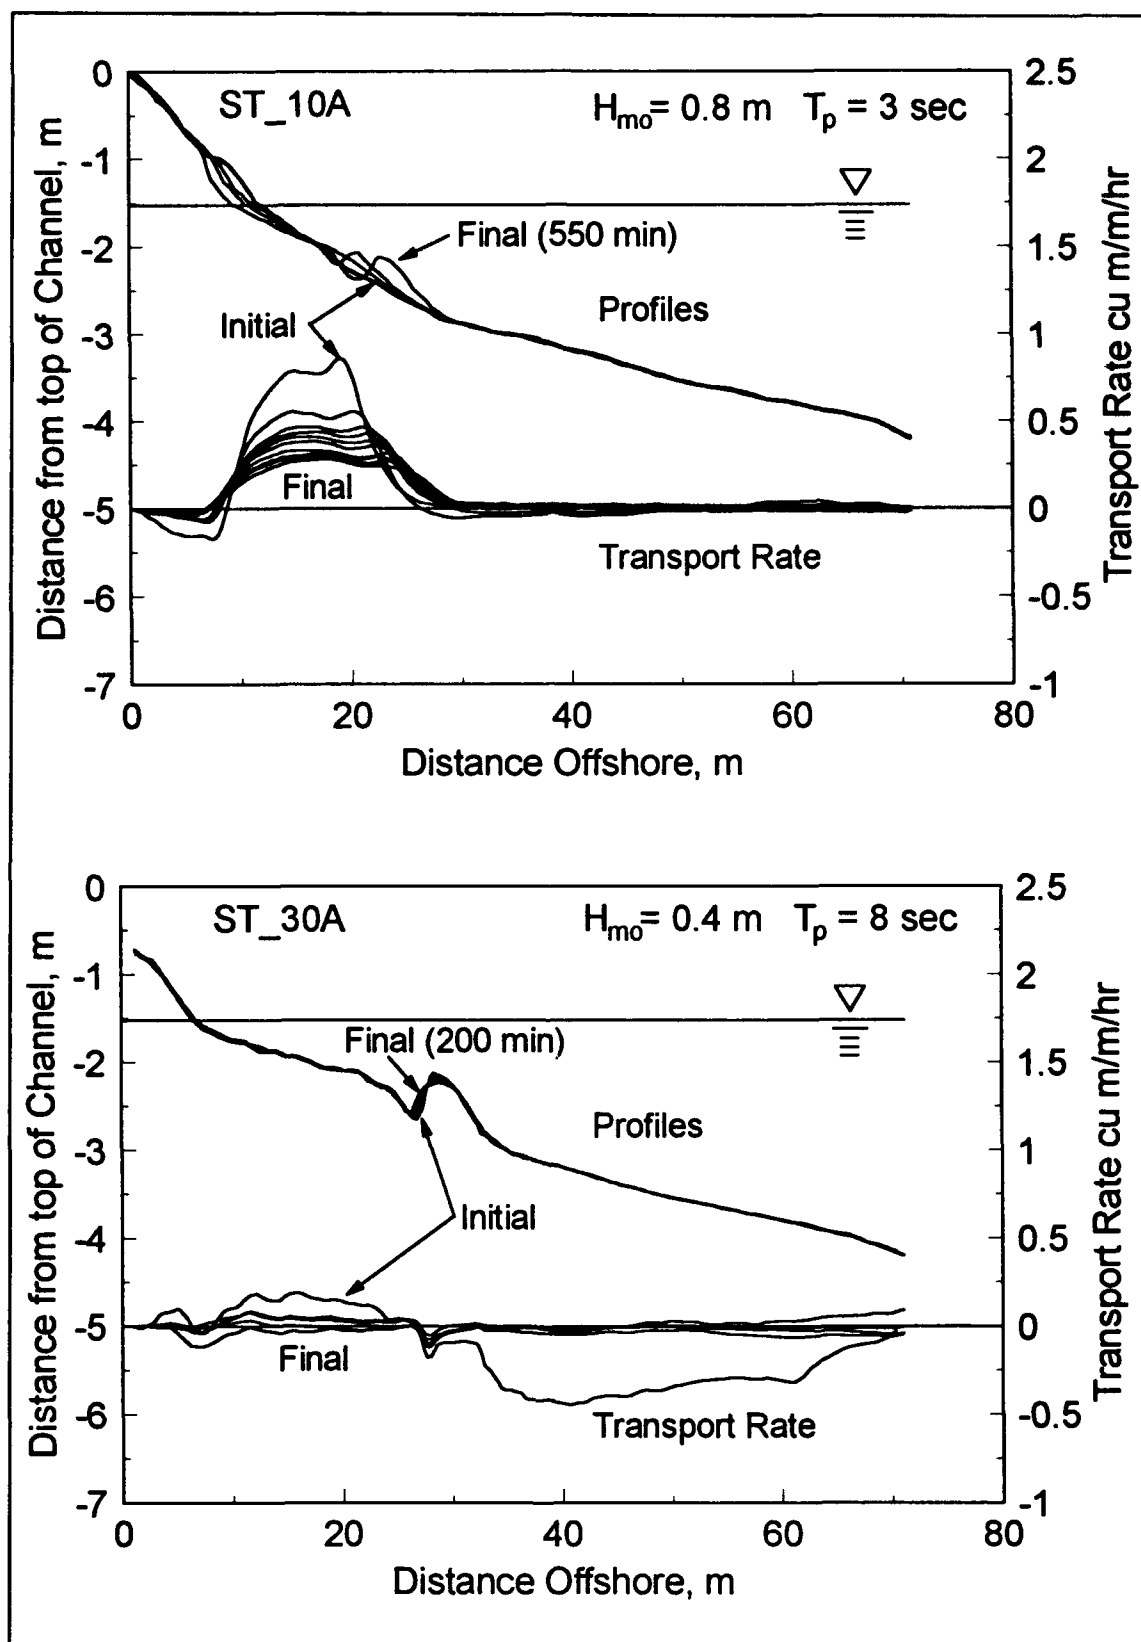 ST_10A
H_mo= 0.8 m T_p = 3 sec
0
-1
-2
-3
-4
-5
-6
-7
Distance from top of Channel, m
2.5
2
1.5
1
0.5
0
-0.5
-1
Transport Rate cu m/m/hr
Final (550 min)
Profiles
Initial
Final
Transport Rate
0 20 40 60 80
Distance Offshore, m
ST_30A
H_mo= 0.4 m T_p = 8 sec
0
-1
-2
-3
-4
-5
-6
-7
Distance from top of Channel, m
2.5
2
1.5
1
0.5
0
-0.5
-1
Transport Rate cu m/m/hr
Final (200 min)
Profiles
Initial
Final
Transport Rate
0 20 40 60 80
Distance Offshore, m